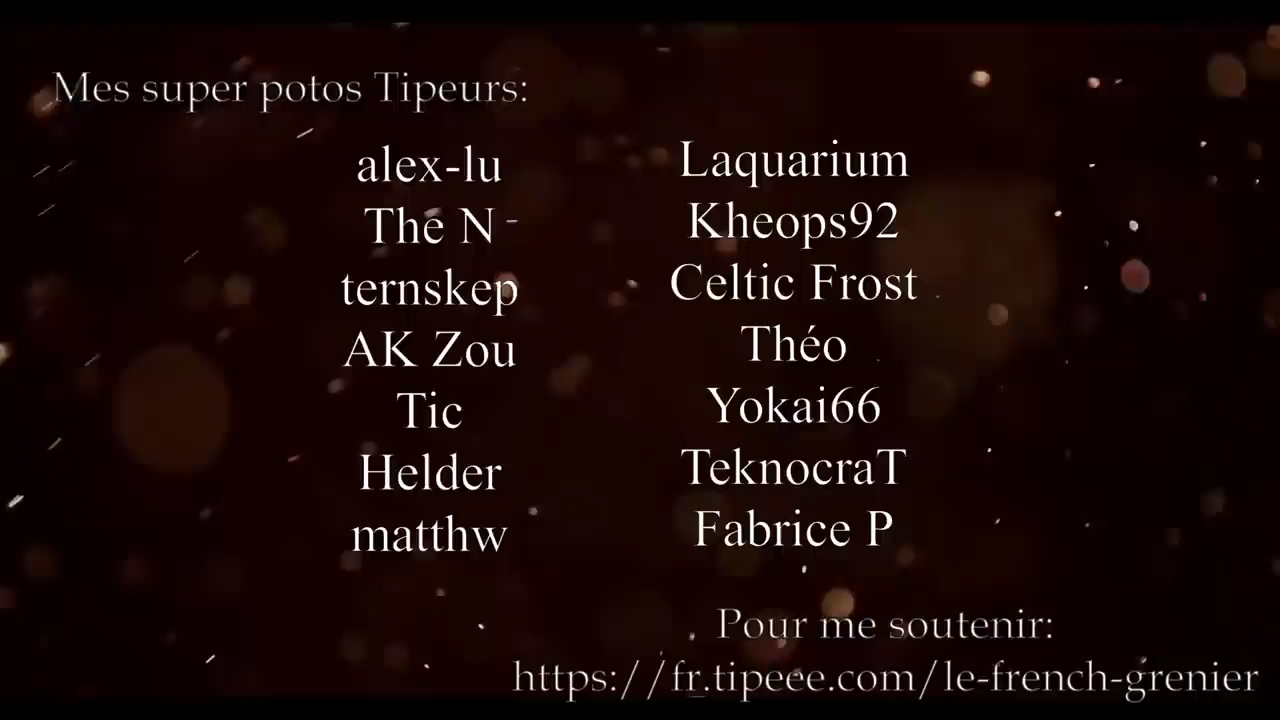 Mes super potos Tipeurs:
alex-lu
The N
ternskep
AK Zou
Tic
Helder
matthw
Laquarium
Kheops92
Celtic Frost
Théo
Yokai66
TeknocraT
Fabrice P
Pour me soutenir:
https://fr.tipeee.com/le-french-grenier